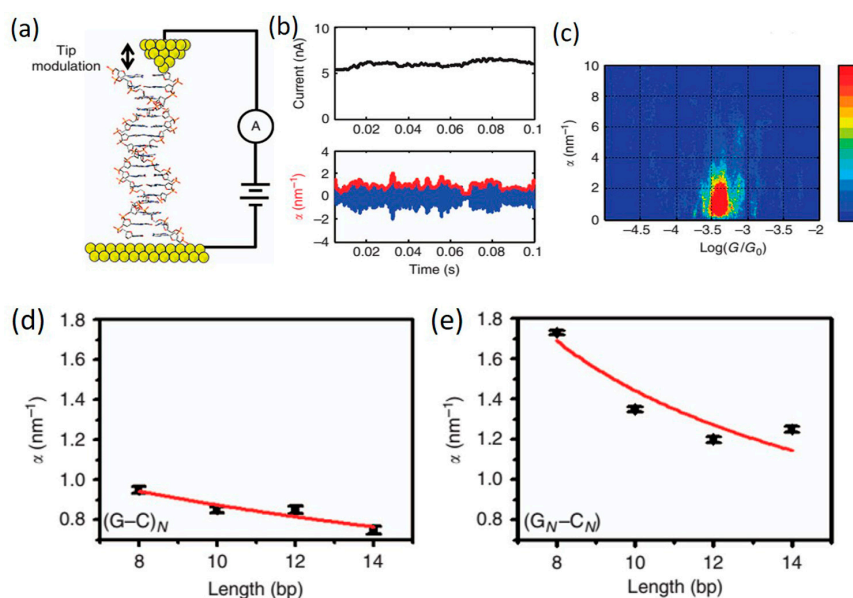 (a)
Tip
modulation
A
(b)
Current (nA)
10
5
0
0.02 0.04 0.06 0.08 0.1
α (nm⁻¹)
4
2
0
−2
−4
0.02 0.04 0.06 0.08 0.1
Time (s)
(c)
α (nm⁻¹)
10
8
6
4
2
0
−4.5 −4 −3.5 −3 −2.5 −2
Log(G/G₀)
(d)
α (nm⁻¹)
1.8
1.6
1.4
1.2
1.0
0.8
(G–C)N
8 10 12 14
Length (bp)
(e)
α (nm⁻¹)
1.8
1.6
1.4
1.2
1.0
0.8
(GN–CN)
8 10 12 14
Length (bp)